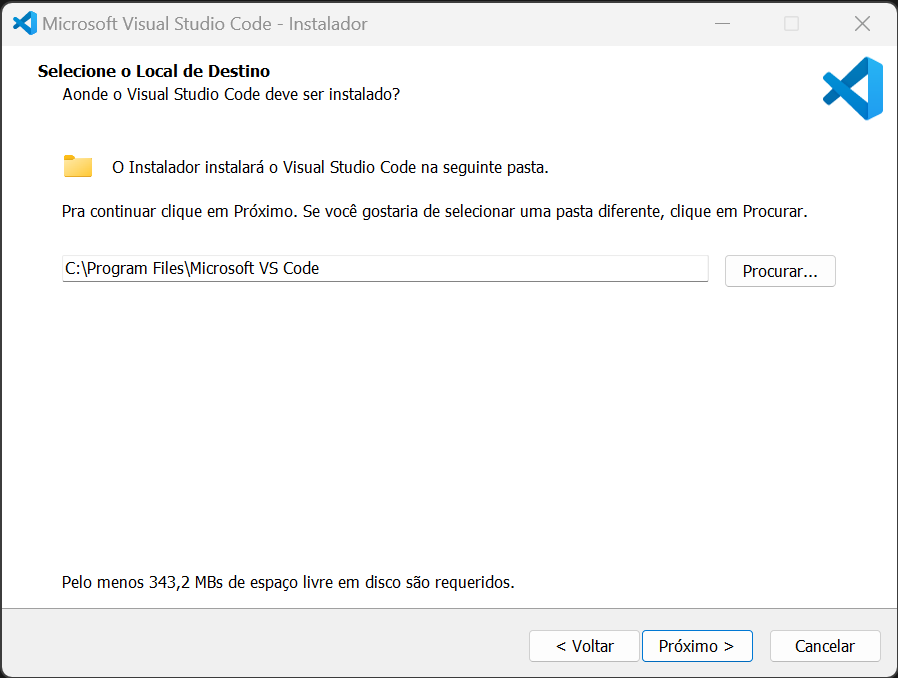 Microsoft Visual Studio Code - Instalador
Selecione o Local de Destino
Aonde o Visual Studio Code deve ser instalado?
O Instalador instalará o Visual Studio Code na seguinte pasta.
Pra continuar clique em Próximo. Se você gostaria de selecionar uma pasta diferente, clique em Procurar.
C:\Program Files\Microsoft VS Code
Procurar...
Pelo menos 343,2 MBs de espaço livre em disco são requeridos.
< Voltar
Próximo >
Cancelar